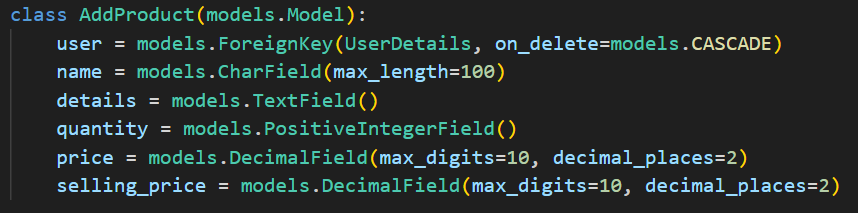 class AddProduct(models.Model):
    user = models.ForeignKey(UserDetails, on_delete=models.CASCADE)
    name = models.CharField(max_length=100)
    details = models.TextField()
    quantity = models.PositiveIntegerField()
    price = models.DecimalField(max_digits=10, decimal_places=2)
    selling_price = models.DecimalField(max_digits=10, decimal_places=2)